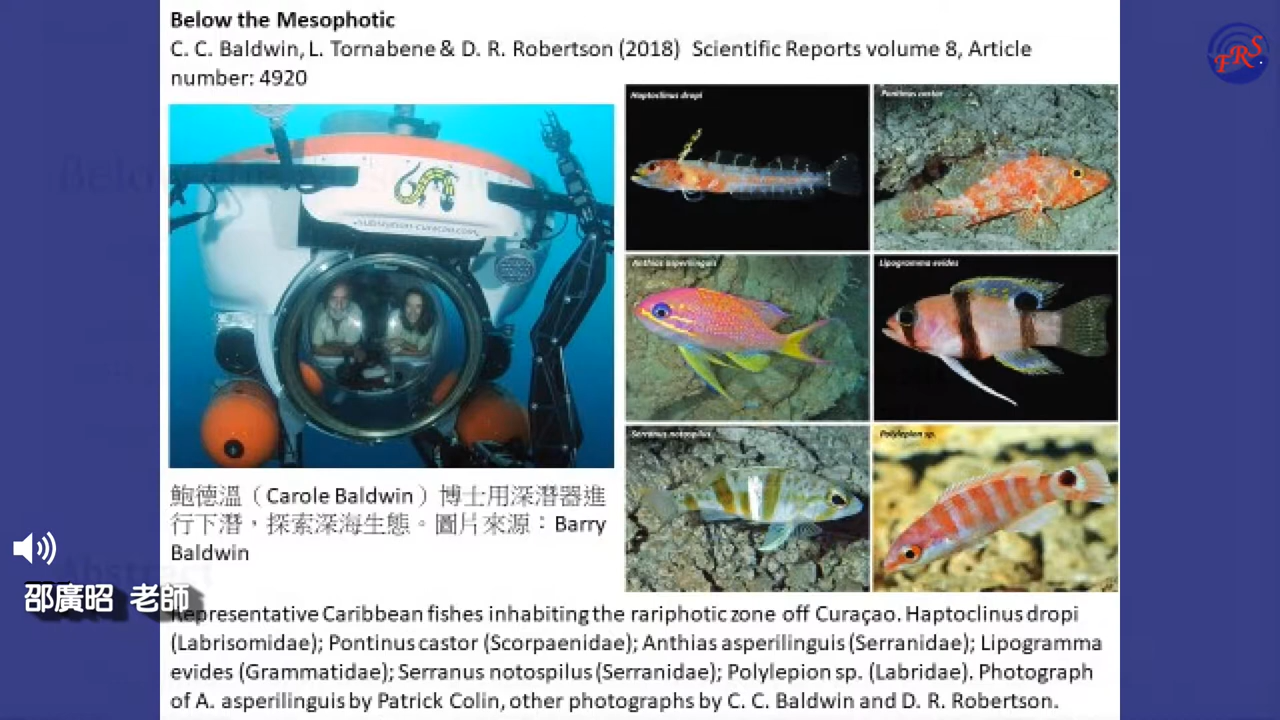 Below the Mesophotic
C. C. Baldwin, L. Tornabene & D. R. Robertson (2018)  Scientific Reports volume 8, Article
number: 4920
FRS
Haptoclinus dropi
Pontinus castor
substation-curacao.com
Anthias asperilinguis
Lipogramma evides
Serranus notospilus
Polylepion sp.
鮑德溫（Carole Baldwin）博士用深潛器進
行下潛，探索深海生態。圖片來源：Barry
Baldwin
邵廣昭 老師
Representative Caribbean fishes inhabiting the rariphotic zone off Curaçao. Haptoclinus dropi
(Labrisomidae); Pontinus castor (Scorpaenidae); Anthias asperilinguis (Serranidae); Lipogramma
evides (Grammatidae); Serranus notospilus (Serranidae); Polylepion sp. (Labridae). Photograph
of A. asperilinguis by Patrick Colin, other photographs by C. C. Baldwin and D. R. Robertson.